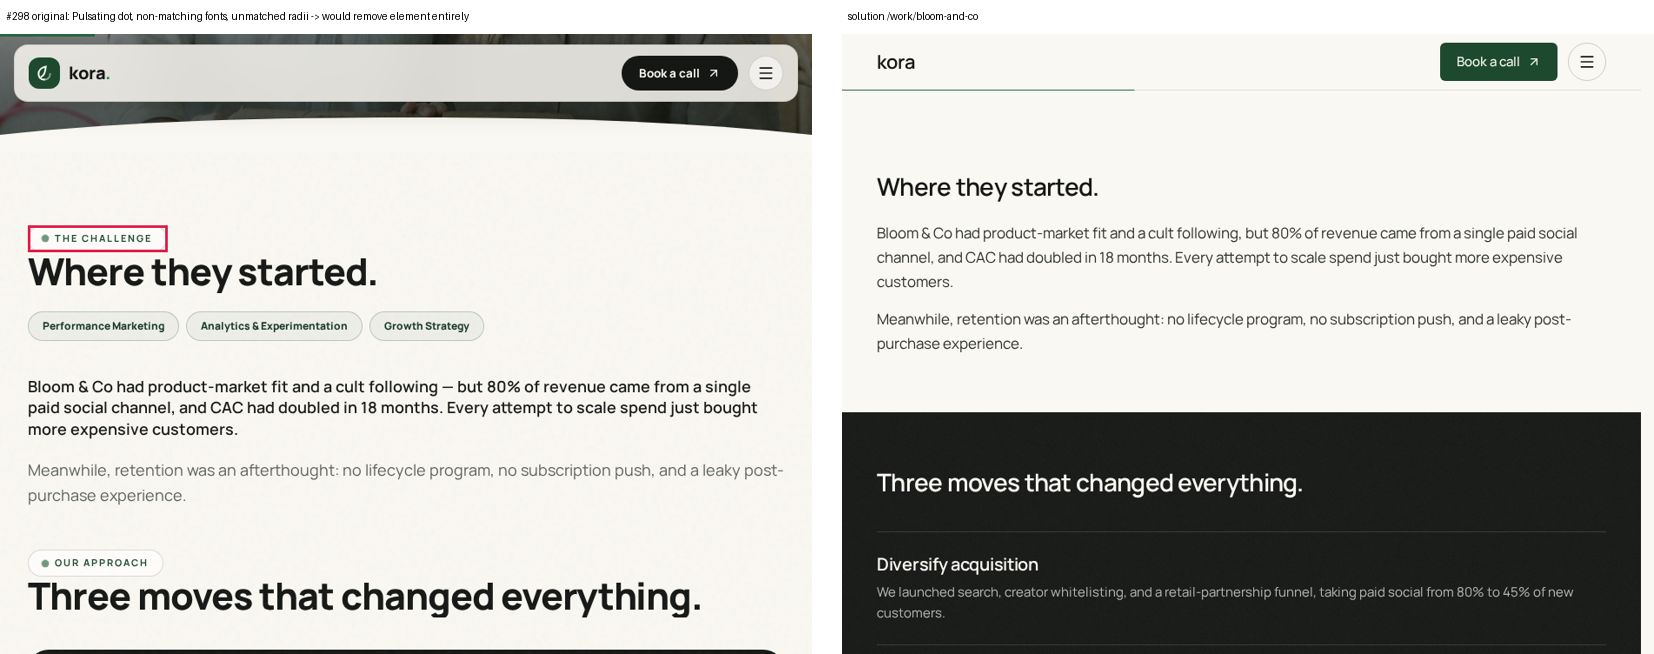 #298 original: Pulsating dot, non-matching fonts, unmatched radii -> would remove element entirely
kora.
Book a call
THE CHALLENGE
Where they started.
Performance Marketing
Analytics & Experimentation
Growth Strategy
Bloom & Co had product-market fit and a cult following — but 80% of revenue came from a single
paid social channel, and CAC had doubled in 18 months. Every attempt to scale spend just bought
more expensive customers.
Meanwhile, retention was an afterthought: no lifecycle program, no subscription push, and a leaky post-
purchase experience.
OUR APPROACH
Three moves that changed everything.
solution /work/bloom-and-co
kora
Book a call
Where they started.
Bloom & Co had product-market fit and a cult following, but 80% of revenue came from a single paid social
channel, and CAC had doubled in 18 months. Every attempt to scale spend just bought more expensive
customers.
Meanwhile, retention was an afterthought: no lifecycle program, no subscription push, and a leaky post-
purchase experience.
Three moves that changed everything.
Diversify acquisition
We launched search, creator whitelisting, and a retail-partnership funnel, taking paid social from 80% to 45% of new
customers.